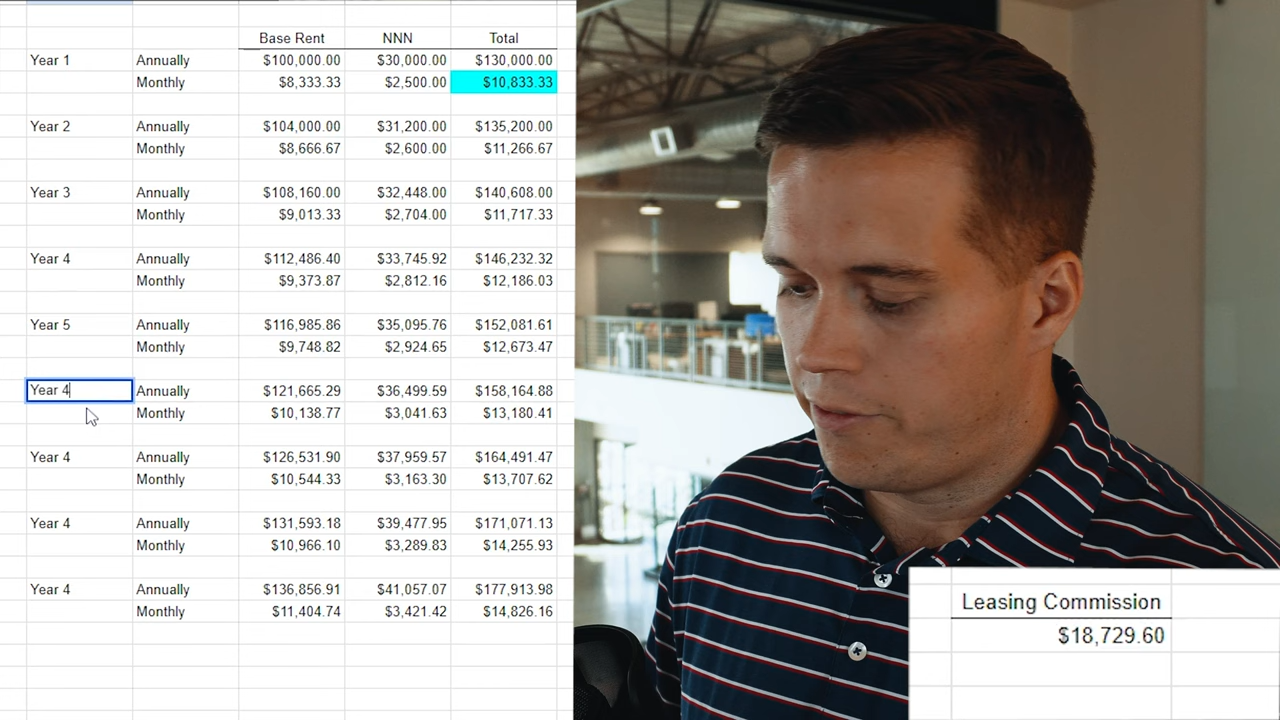 Base Rent NNN Total
Year 1 Annually $100,000.00 $30,000.00 $130,000.00
Monthly $8,333.33 $2,500.00 $10,833.33
Year 2 Annually $104,000.00 $31,200.00 $135,200.00
Monthly $8,666.67 $2,600.00 $11,266.67
Year 3 Annually $108,160.00 $32,448.00 $140,608.00
Monthly $9,013.33 $2,704.00 $11,717.33
Year 4 Annually $112,486.40 $33,745.92 $146,232.32
Monthly $9,373.87 $2,812.16 $12,186.03
Year 5 Annually $116,985.86 $35,095.76 $152,081.61
Monthly $9,748.82 $2,924.65 $12,673.47
Year 4 Annually $121,665.29 $36,499.59 $158,164.88
Monthly $10,138.77 $3,041.63 $13,180.41
Year 4 Annually $126,531.90 $37,959.57 $164,491.47
Monthly $10,544.33 $3,163.30 $13,707.62
Year 4 Annually $131,593.18 $39,477.95 $171,071.13
Monthly $10,966.10 $3,289.83 $14,255.93
Year 4 Annually $136,856.91 $41,057.07 $177,913.98
Monthly $11,404.74 $3,421.42 $14,826.16
Leasing Commission
$18,729.60